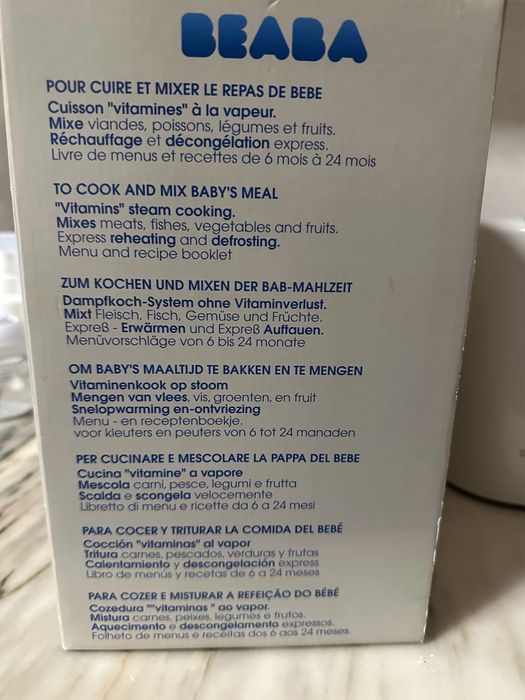 BEABA
POUR CUIRE ET MIXER LE REPAS DE BEBE
Cuisson "vitamines" à la vapeur.
Mixe viandes, poissons, légumes et fruits.
Réchauffage et décongélation express.
Livre de menus et recettes de 6 mois à 24 mois
TO COOK AND MIX BABY'S MEAL
"Vitamins" steam cooking.
Mixes meats, fishes, vegetables and fruits.
Express reheating and defrosting.
Menu and recipe booklet
ZUM KOCHEN UND MIXEN DER BAB-MAHLZEIT
Dampfkoch-System ohne Vitaminverlust.
Mixt Fleisch, Fisch, Gemüse und Früchte.
Expreß - Erwärmen und Expreß Auftauen.
Menüvorschläge von 6 bis 24 monate
OM BABY'S MAALTIJD TE BAKKEN EN TE MENGEN
Vitaminenkook op stoom
Mengen van vlees, vis, groenten, en fruit
Snelopwarming en-ontvriezing
Menu - en receptenboekje.
voor kleuters en peuters von 6 tot 24 manaden
PER CUCINARE E MESCOLARE LA PAPPA DEL BEBE
Cucina "vitamine" a vapore
Mescola carni, pesce, legumi e frutta
Scalda e scongela velocemente
Libretto di menu e ricette da 6 a 24 mesi
PARA COCER Y TRITURAR LA COMIDA DEL BEBÉ
Cocción "vitaminas" al vapor
Tritura carnes, pescados, verduras y frutas
Calentamiento y descongelación express
Libro de menús y recetas de 6 a 24 meses
PARA COZER E MISTURAR A REFEIÇÃO DO BÉBÉ
Cozedura ""vitaminas " ao vapor.
Mistura carnes, peixes, legumes e frutos.
Aquecimento e descongelamento expressos.
Folheto de menus e receitas dos 6 aos 24 meses.